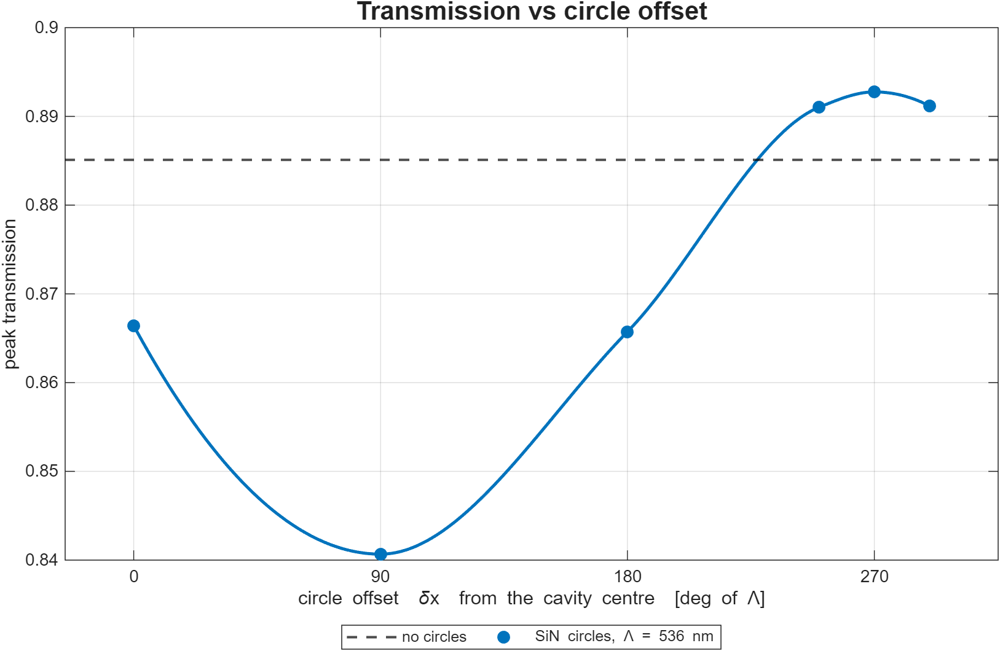 Transmission vs circle offset
peak transmission
0.9
0.89
0.88
0.87
0.86
0.85
0.84
0 90 180 270
circle offset δx from the cavity centre [deg of Λ]
no circles SiN circles, Λ = 536 nm